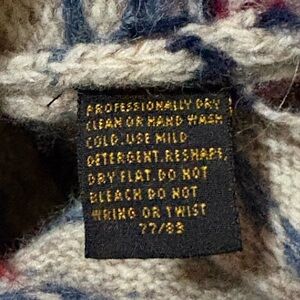 PROFESSIONALLY DRY
CLEAN OR HAND WASH
COLD.USE MILD
DETERGENT.RESHAPE.
DRY FLAT.DO NOT
BLEACH DO NOT
WRING OR TWIST
77/83